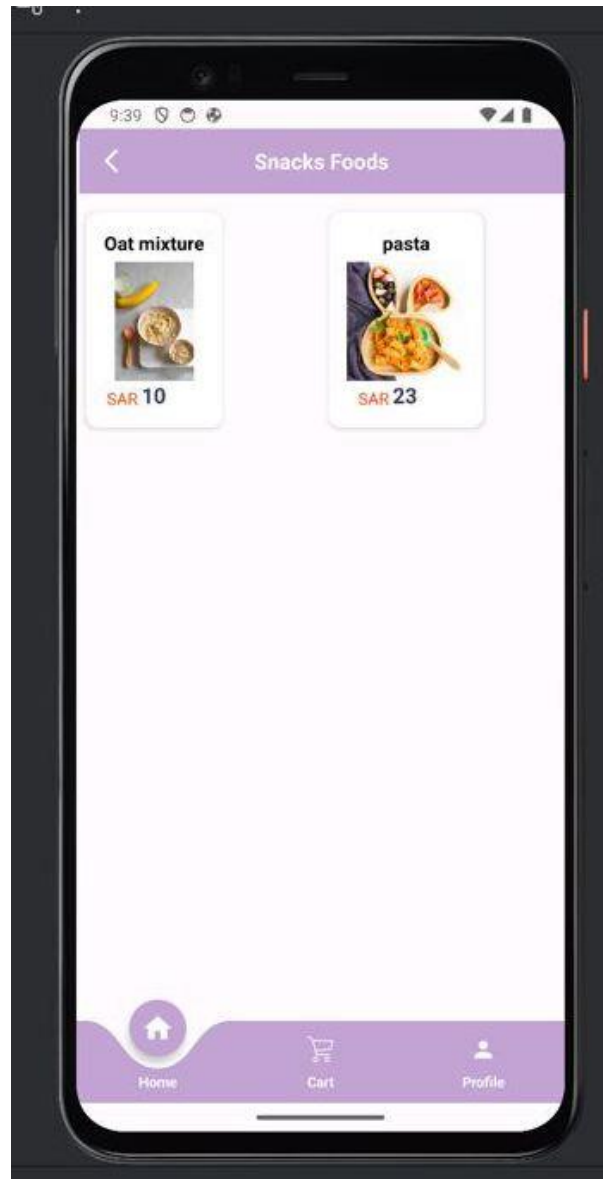 9:39
Snacks Foods
Oat mixture
SAR 10
pasta
SAR 23
Home
Cart
Profile